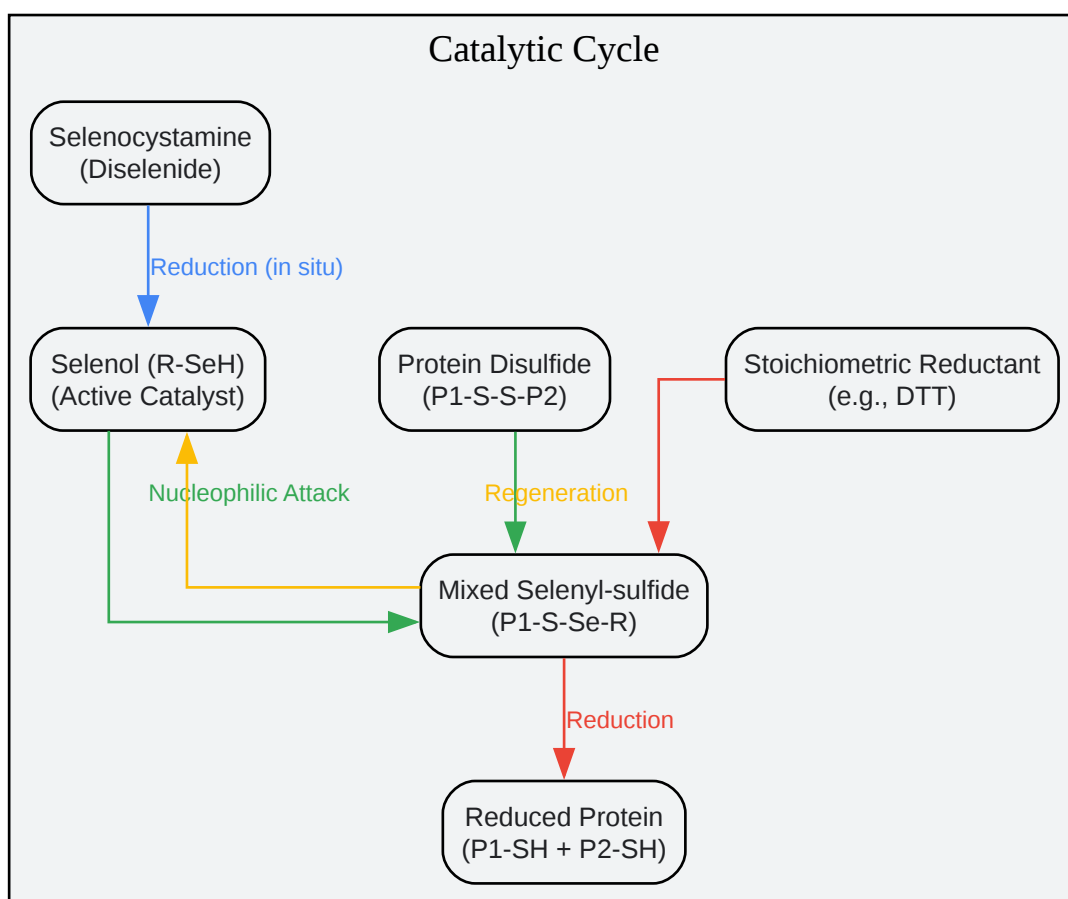 Catalytic Cycle
Selenocystamine
(Diselenide)
Reduction (in situ)
Selenol (R-SeH)
(Active Catalyst)
Protein Disulfide
(P1-S-S-P2)
Stoichiometric Reductant
(e.g., DTT)
Nucleophilic Attack
Regeneration
Mixed Selenyl-sulfide
(P1-S-Se-R)
Reduction
Reduced Protein
(P1-SH + P2-SH)